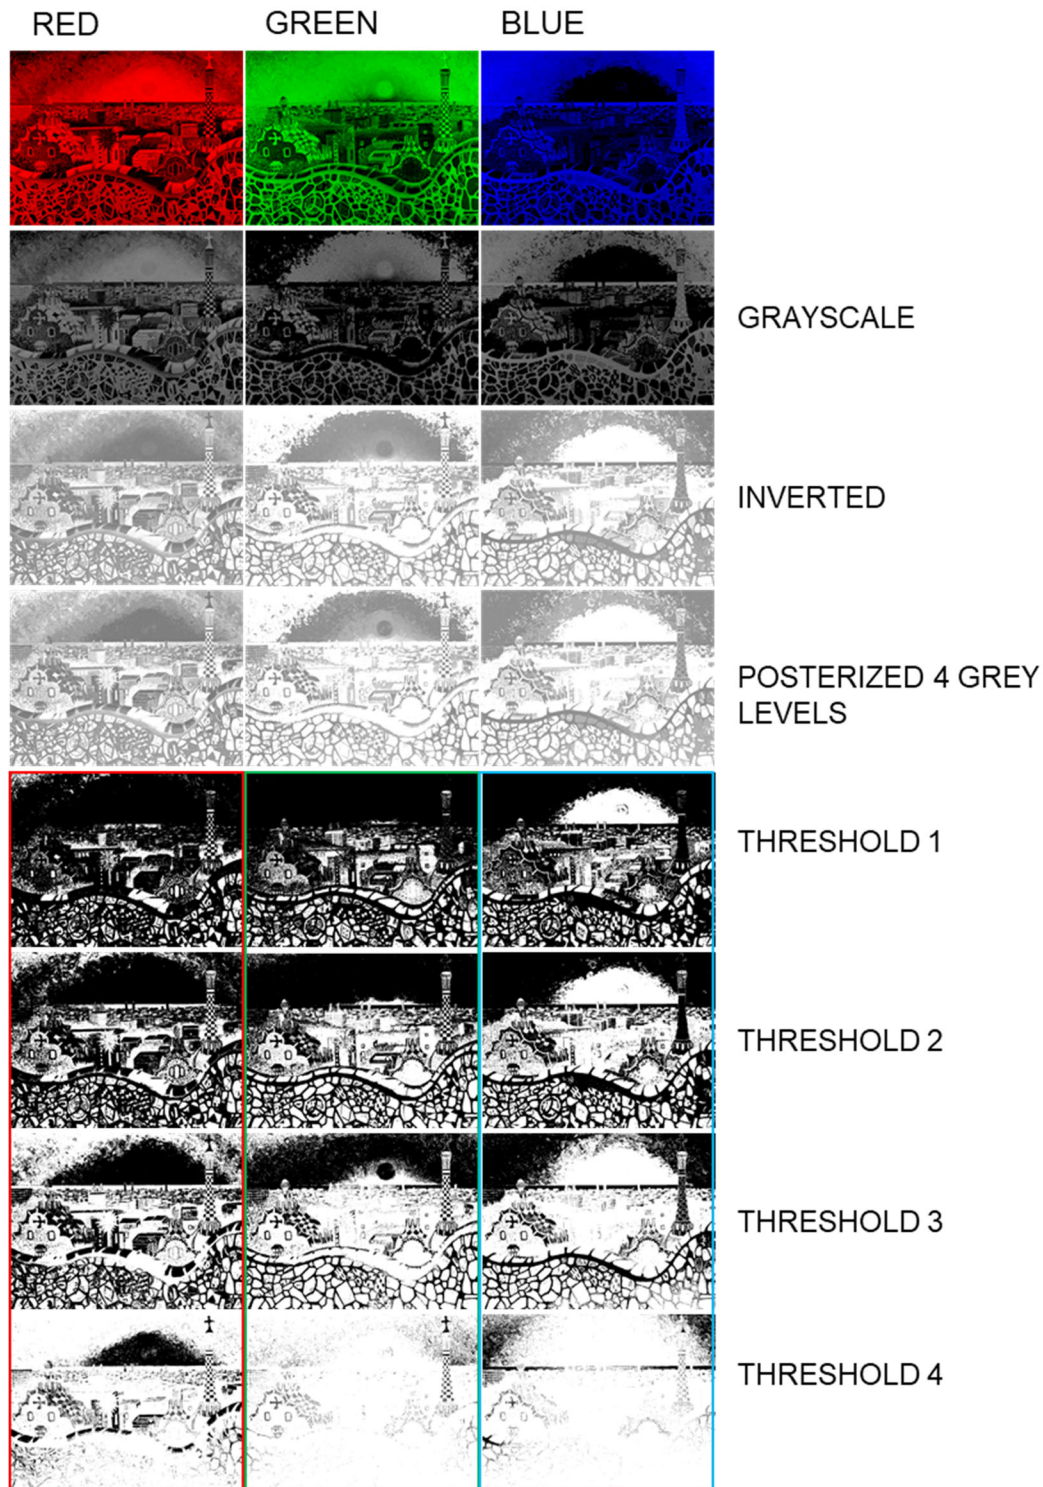 RED GREEN BLUE
GRAYSCALE
INVERTED
POSTERIZED 4 GREY
LEVELS
THRESHOLD 1
THRESHOLD 2
THRESHOLD 3
THRESHOLD 4